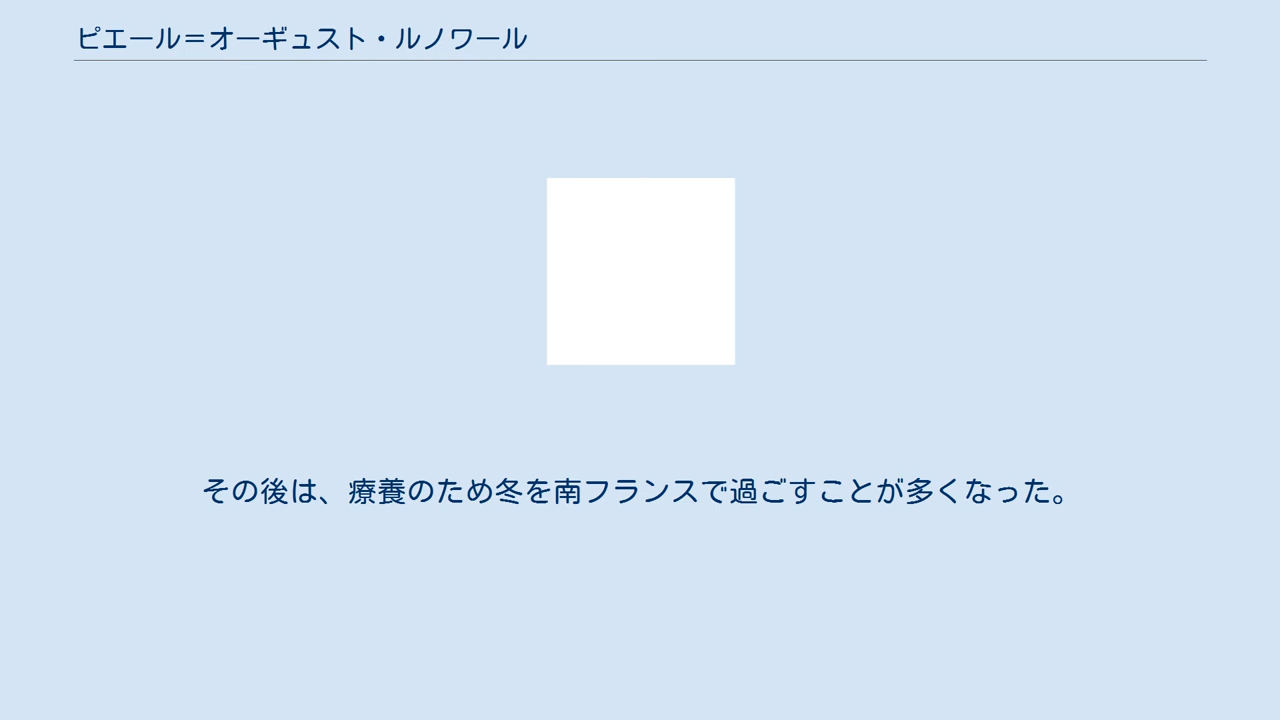 ピエール＝オーギュスト・ルノワール
その後は、療養のため冬を南フランスで過ごすことが多くなった。